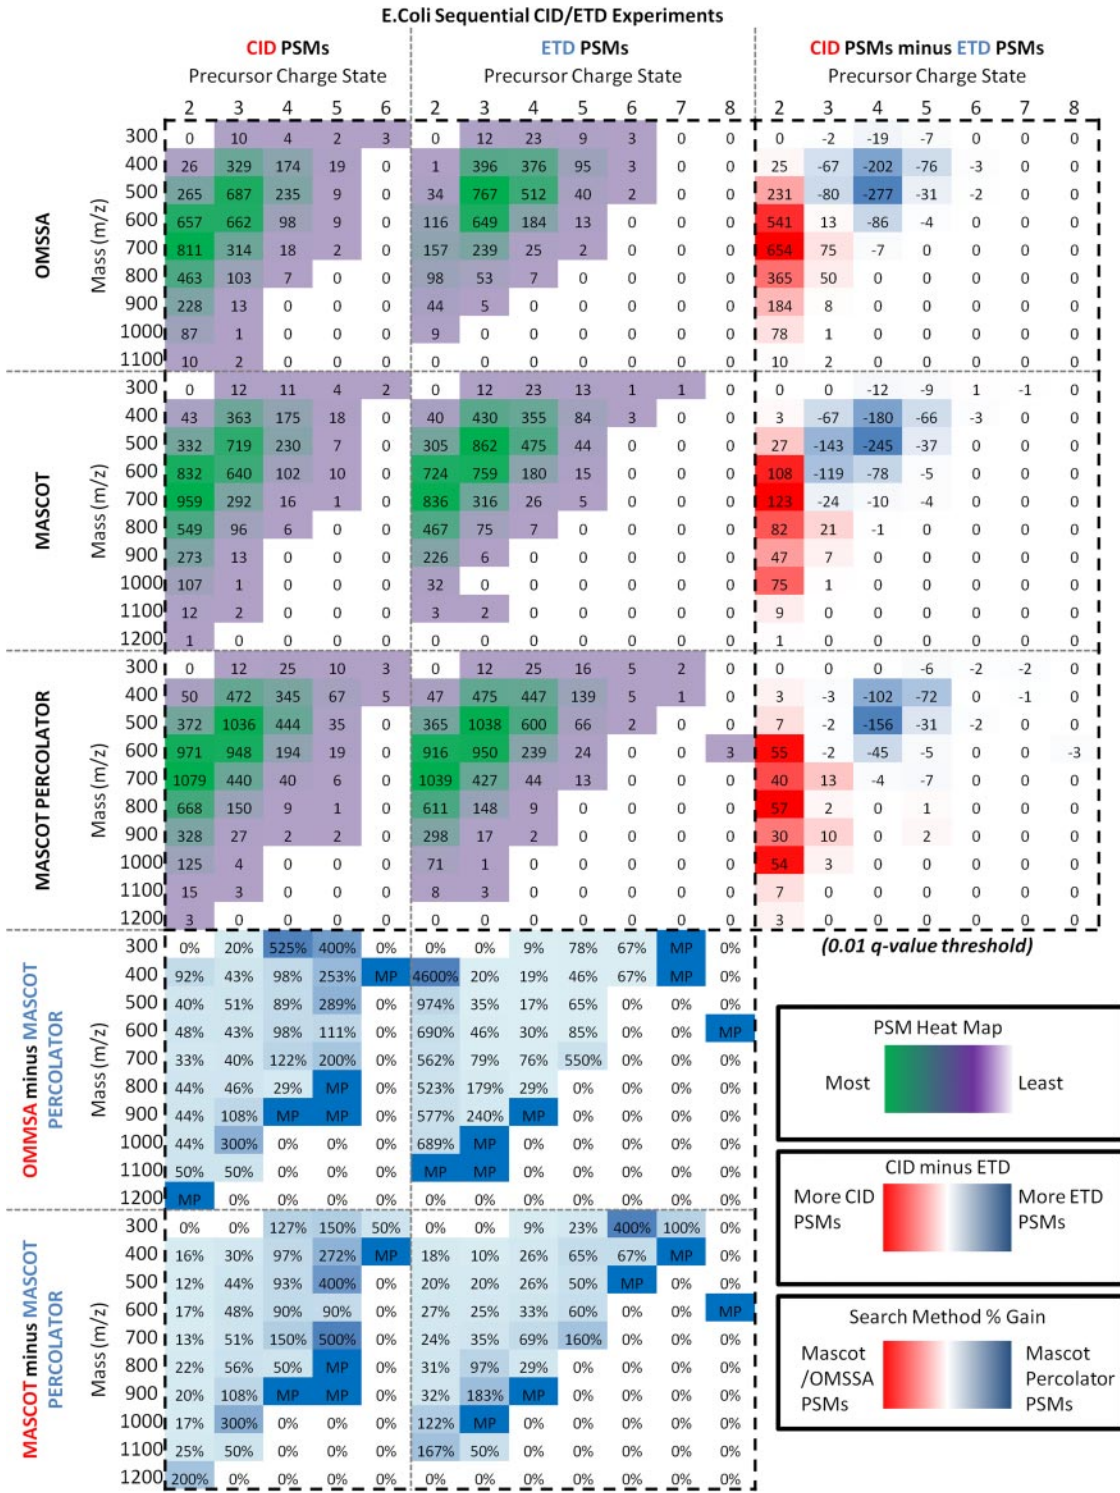 E.Coli Sequential CID/ETD Experiments
CID PSMs ETD PSMs CID PSMs minus ETD PSMs
Precursor Charge State Precursor Charge State Precursor Charge State
2 3 4 5 6 2 3 4 5 6 7 8 2 3 4 5 6 7 8
OMSSA
Mass (m/z)
300 0 10 4 2 3 0 12 23 9 3 0 0 0 -2 -19 -7 0 0 0
400 26 329 174 19 0 1 396 376 95 3 0 0 25 -67 -202 -76 -3 0 0
500 265 687 235 9 0 34 767 512 40 2 0 0 231 -80 -277 -31 -2 0 0
600 657 662 98 9 0 116 649 184 13 0 0 0 541 13 -86 -4 0 0 0
700 811 314 18 2 0 157 239 25 2 0 0 0 654 75 -7 0 0 0 0
800 463 103 7 0 0 98 53 7 0 0 0 0 365 50 0 0 0 0 0
900 228 13 0 0 0 44 5 0 0 0 0 0 184 8 0 0 0 0 0
1000 87 1 0 0 0 9 0 0 0 0 0 0 78 1 0 0 0 0 0
1100 10 2 0 0 0 0 0 0 0 0 0 0 10 2 0 0 0 0 0
MASCOT
Mass (m/z)
300 0 12 11 4 2 0 12 23 13 1 1 0 0 0 -12 -9 1 -1 0
400 43 363 175 18 0 40 430 355 84 3 0 0 3 -67 -180 -66 -3 0 0
500 332 719 230 7 0 305 862 475 44 0 0 0 27 -143 -245 -37 0 0 0
600 832 640 102 10 0 724 759 180 15 0 0 0 108 -119 -78 -5 0 0 0
700 959 292 16 1 0 836 316 26 5 0 0 0 123 -24 -10 -4 0 0 0
800 549 96 6 0 0 467 75 7 0 0 0 0 82 21 -1 0 0 0 0
900 273 13 0 0 0 226 6 0 0 0 0 0 47 7 0 0 0 0 0
1000 107 1 0 0 0 32 0 0 0 0 0 0 75 1 0 0 0 0 0
1100 12 2 0 0 0 3 2 0 0 0 0 0 9 0 0 0 0 0 0
1200 1 0 0 0 0 0 0 0 0 0 0 0 1 0 0 0 0 0 0
MASCOT PERCOLATOR
Mass (m/z)
300 0 12 25 10 3 0 12 25 16 5 2 0 0 0 0 -6 -2 -2 0
400 50 472 345 67 5 47 475 447 139 5 1 0 3 -3 -102 -72 0 -1 0
500 372 1036 444 35 0 365 1038 600 66 2 0 0 7 -2 -156 -31 -2 0 0
600 971 948 194 19 0 916 950 239 24 0 0 3 55 -2 -45 -5 0 0 -3
700 1079 440 40 6 0 1039 427 44 13 0 0 0 40 13 -4 -7 0 0 0
800 668 150 9 1 0 611 148 9 0 0 0 0 57 2 0 1 0 0 0
900 328 27 2 2 0 298 17 2 0 0 0 0 30 10 0 2 0 0 0
1000 125 4 0 0 0 71 1 0 0 0 0 0 54 3 0 0 0 0 0
1100 15 3 0 0 0 8 3 0 0 0 0 0 7 0 0 0 0 0 0
1200 3 0 0 0 0 0 0 0 0 0 0 0 3 0 0 0 0 0 0
OMMSA minus MASCOT
PERCOLATOR
Mass (m/z)
300 0% 20% 525% 400% 0% 0% 0% 9% 78% 67% MP 0%
400 92% 43% 98% 253% MP 4600% 20% 19% 46% 67% MP 0%
500 40% 51% 89% 289% 0% 974% 35% 17% 65% 0% 0% 0%
600 48% 43% 98% 111% 0% 690% 46% 30% 85% 0% 0% MP
700 33% 40% 122% 200% 0% 562% 79% 76% 550% 0% 0% 0%
800 44% 46% 29% MP 0% 523% 179% 29% 0% 0% 0% 0%
900 44% 108% MP MP 0% 577% 240% MP 0% 0% 0% 0%
1000 44% 300% 0% 0% 0% 689% MP 0% 0% 0% 0% 0%
1100 50% 50% 0% 0% 0% MP MP 0% 0% 0% 0% 0%
1200 MP 0% 0% 0% 0% 0% 0% 0% 0% 0% 0% 0%
MASCOT minus MASCOT
PERCOLATOR
Mass (m/z)
300 0% 0% 127% 150% 50% 0% 0% 9% 23% 400% 100% 0%
400 16% 30% 97% 272% MP 18% 10% 26% 65% 67% MP 0%
500 12% 44% 93% 400% 0% 20% 20% 26% 50% MP 0% 0%
600 17% 48% 90% 90% 0% 27% 25% 33% 60% 0% 0% MP
700 13% 51% 150% 500% 0% 24% 35% 69% 160% 0% 0% 0%
800 22% 56% 50% MP 0% 31% 97% 29% 0% 0% 0% 0%
900 20% 108% MP MP 0% 32% 183% MP 0% 0% 0% 0%
1000 17% 300% 0% 0% 0% 122% MP 0% 0% 0% 0% 0%
1100 25% 50% 0% 0% 0% 167% 50% 0% 0% 0% 0% 0%
1200 200% 0% 0% 0% 0% 0% 0% 0% 0% 0% 0% 0%
(0.01 q-value threshold)
PSM Heat Map
Most Least
CID minus ETD
More CID More ETD
PSMs PSMs
Search Method % Gain
Mascot Mascot
/OMSSA Percolator
PSMs PSMs